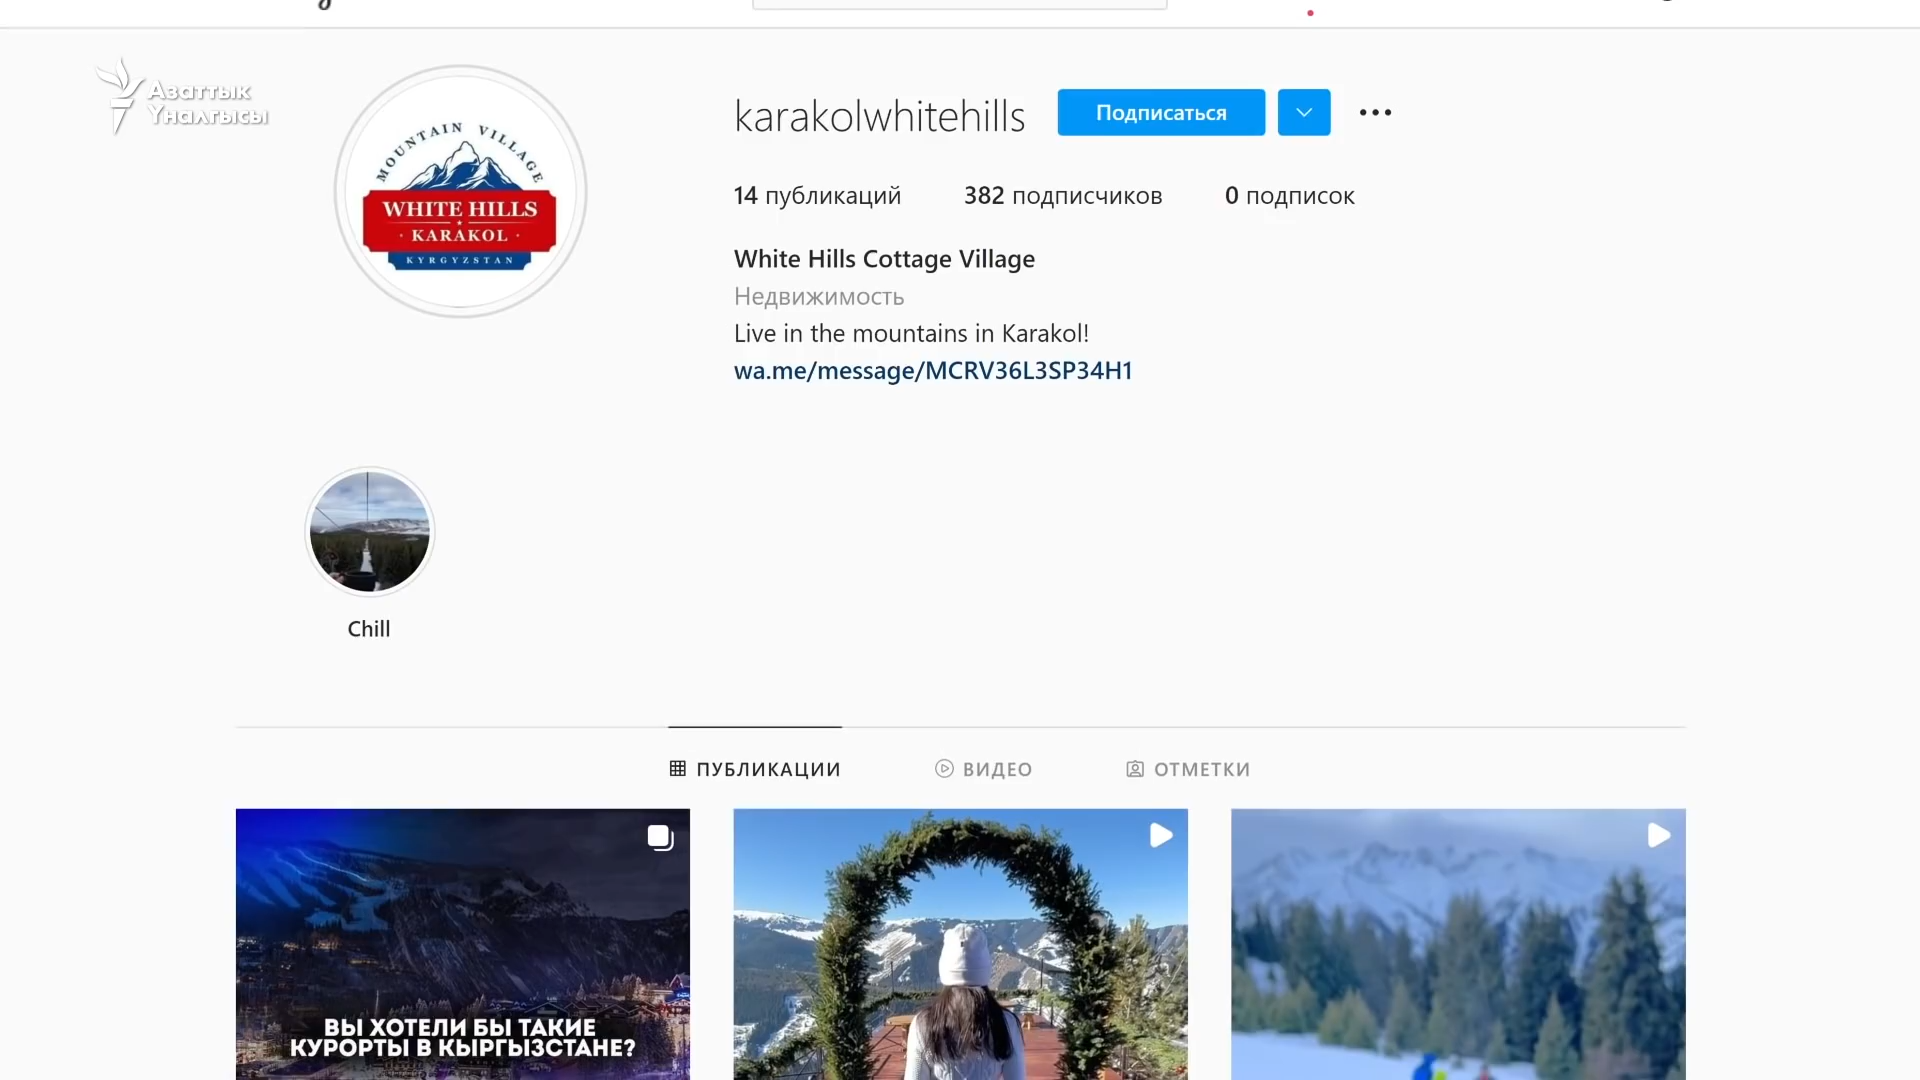 Азаттык
Үналгысы
MOUNTAIN VILLAGE
WHITE HILLS
KARAKOL
KYRGYZSTAN
karakolwhitehills
Подписаться
14 публикаций 382 подписчиков 0 подписок
White Hills Cottage Village
Недвижимость
Live in the mountains in Karakol!
wa.me/message/MCRV36L3SP34H1
Chill
ПУБЛИКАЦИИ ВИДЕО ОТМЕТКИ
ВЫ ХОТЕЛИ БЫ ТАКИЕ
КУРОРТЫ В КЫРГЫЗСТАНЕ?